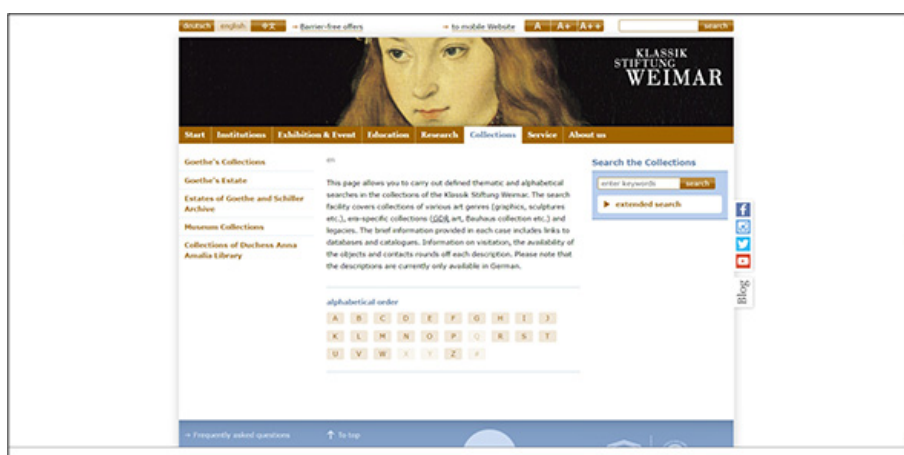 deutsch english 中文 → Barrier-free offers → to mobile Website A A+ A++ search
KLASSIK
STIFTUNG
WEIMAR
Start Institutions Exhibition & Event Education Research Collections Service About us
Goethe's Collections
Goethe's Estate
Estates of Goethe and Schiller
Archive
Museum Collections
Collections of Duchess Anna
Amalia Library
en
This page allows you to carry out defined thematic and alphabetical
searches in the collections of the Klassik Stiftung Weimar. The search
facility covers collections of various art genres (graphics, sculptures
etc.), era-specific collections (GDR art, Bauhaus collection etc.) and
legacies. The brief information provided in each case includes links to
databases and catalogues. Information on visitation, the availability of
the objects and contacts rounds off each description. Please note that
the descriptions are currently only available in German.
alphabetical order
A B C D E F G H I J
K L M N O P Q R S T
U V W X Y Z #
Search the Collections
enter keywords search
extended search
Blog
→ Frequently asked questions ↑ To top